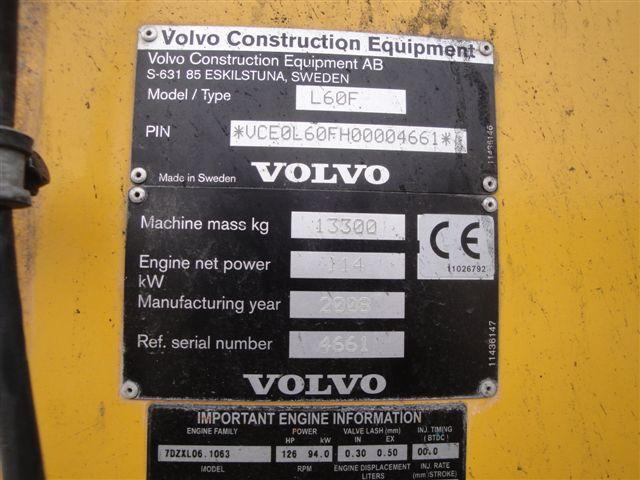 Volvo Construction Equipment
Volvo Construction Equipment AB
S-631 85 ESKILSTUNA, SWEDEN
Model / Type L60F
PIN *VCE0L60FH00004661*
11436146
Made in Sweden VOLVO
Machine mass kg 13300
CE
Engine net power 114
kW
11026792
Manufacturing year 2008
Ref. serial number 4661
11436147
VOLVO
IMPORTANT ENGINE INFORMATION
ENGINE FAMILY POWER VALVE LASH (mm) INJ. TIMING
HP kW IN EX (BTDC)
7DZXL06.1063 126 94.0 0.30 0.50 00.0
MODEL RPM ENGINE DISPLACEMENT INJ. RATE
LITERS (mm³/STROKE)